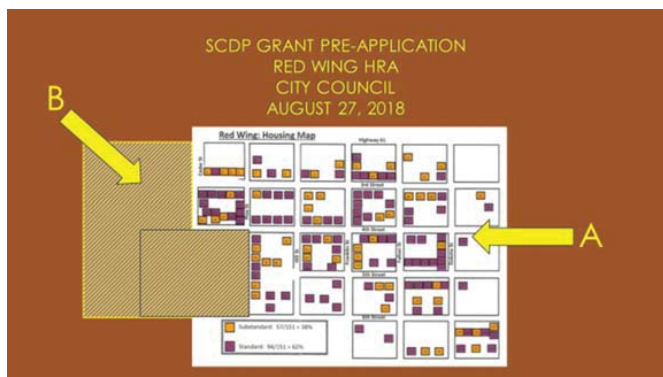 SCDP GRANT PRE-APPLICATION
RED WING HRA
CITY COUNCIL
AUGUST 27, 2018
B
Red Wing: Housing Map
Highway 61
3rd Street
4th Street
A
5th Street
6th Street
Substandard: 57/151 = 38%
Standard: 94/151 = 62%